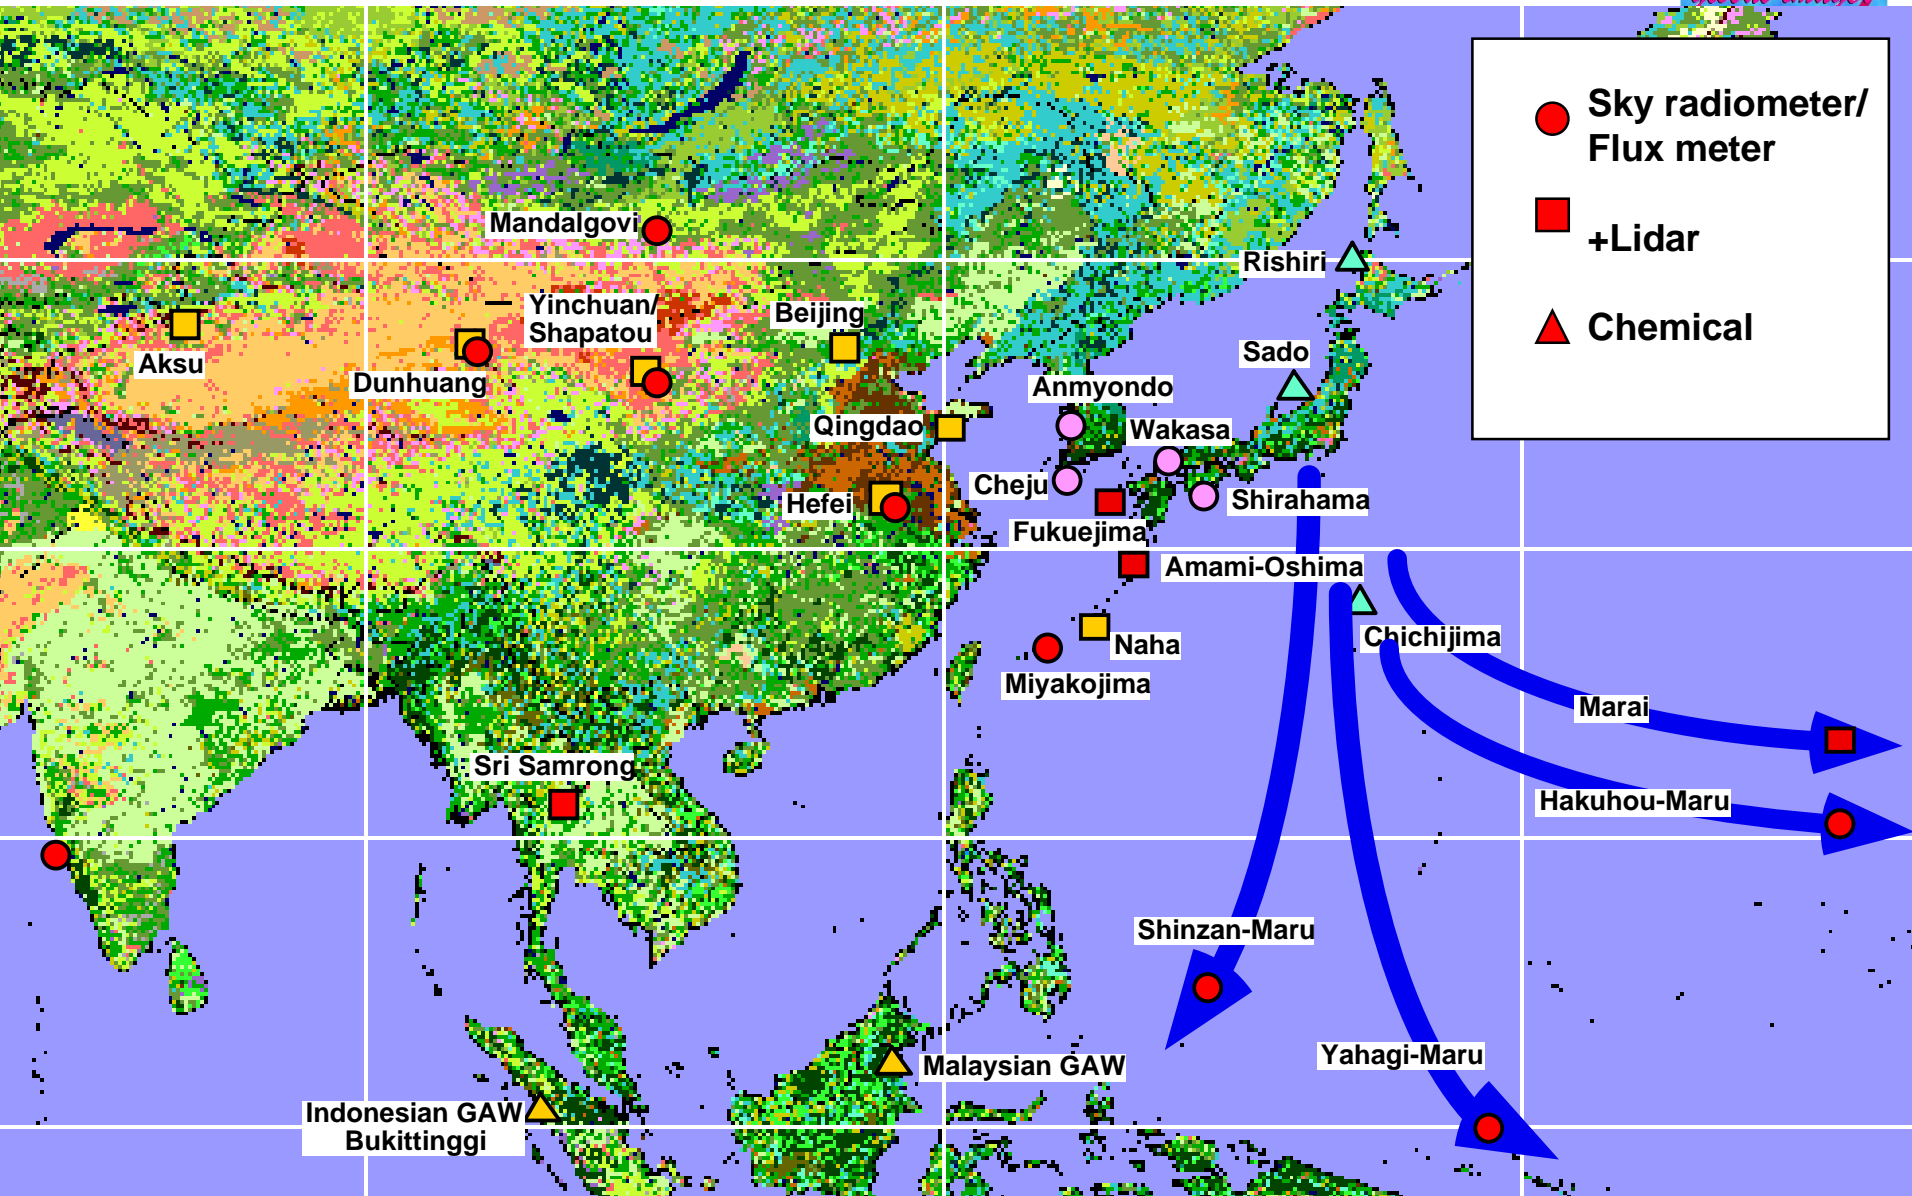 Sky radiometer/
Flux meter
+Lidar
Chemical
Mandalgovi
Rishiri
Yinchuan/
Shapatou
Beijing
Aksu
Dunhuang
Sado
Anmyondo
Qingdao
Wakasa
Cheju
Hefei
Shirahama
Fukuejima
Amami-Oshima
Chichijima
Naha
Miyakojima
Marai
Sri Samrong
Hakuhou-Maru
Shinzan-Maru
Yahagi-Maru
Malaysian GAW
Indonesian GAW
Bukittinggi